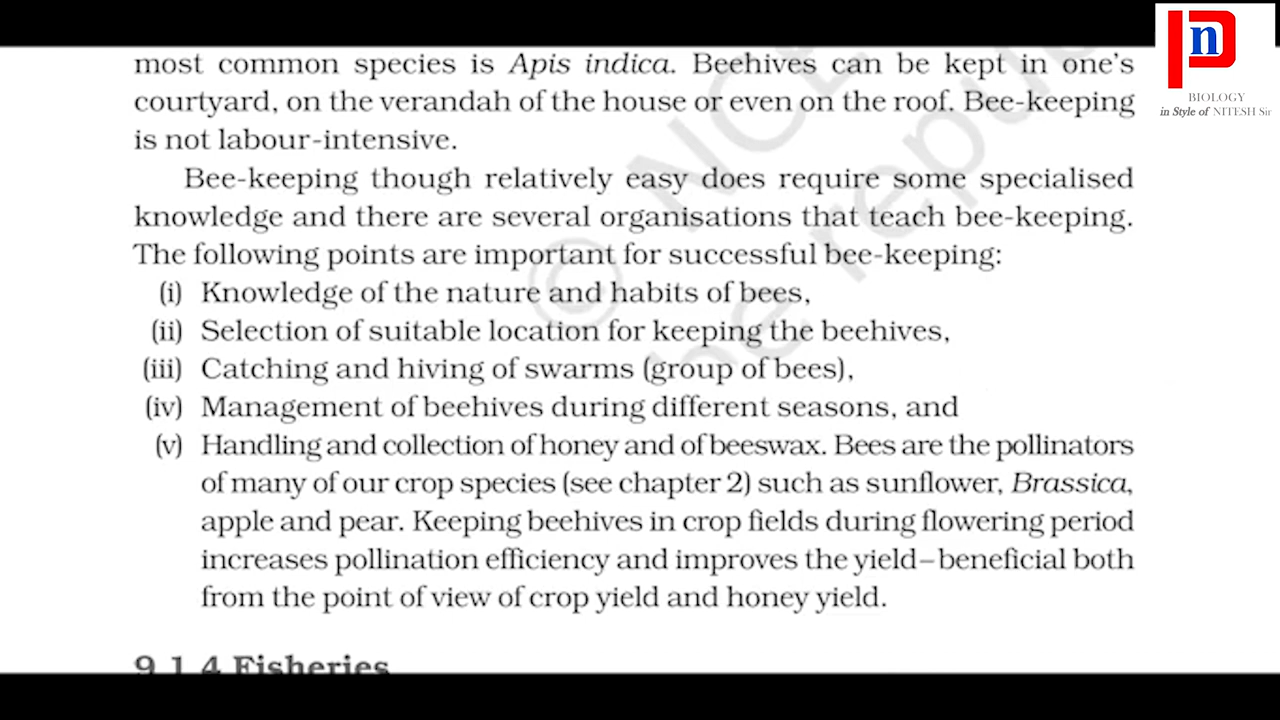 most common species is Apis indica. Beehives can be kept in one's
courtyard, on the verandah of the house or even on the roof. Bee-keeping
is not labour-intensive.
Bee-keeping though relatively easy does require some specialised
knowledge and there are several organisations that teach bee-keeping.
The following points are important for successful bee-keeping:
(i) Knowledge of the nature and habits of bees,
(ii) Selection of suitable location for keeping the beehives,
(iii) Catching and hiving of swarms (group of bees),
(iv) Management of beehives during different seasons, and
(v) Handling and collection of honey and of beeswax. Bees are the pollinators
of many of our crop species (see chapter 2) such as sunflower, Brassica,
apple and pear. Keeping beehives in crop fields during flowering period
increases pollination efficiency and improves the yield–beneficial both
from the point of view of crop yield and honey yield.
9.1.4 Fisheries
n
BIOLOGY
in Style of NITESH Sir